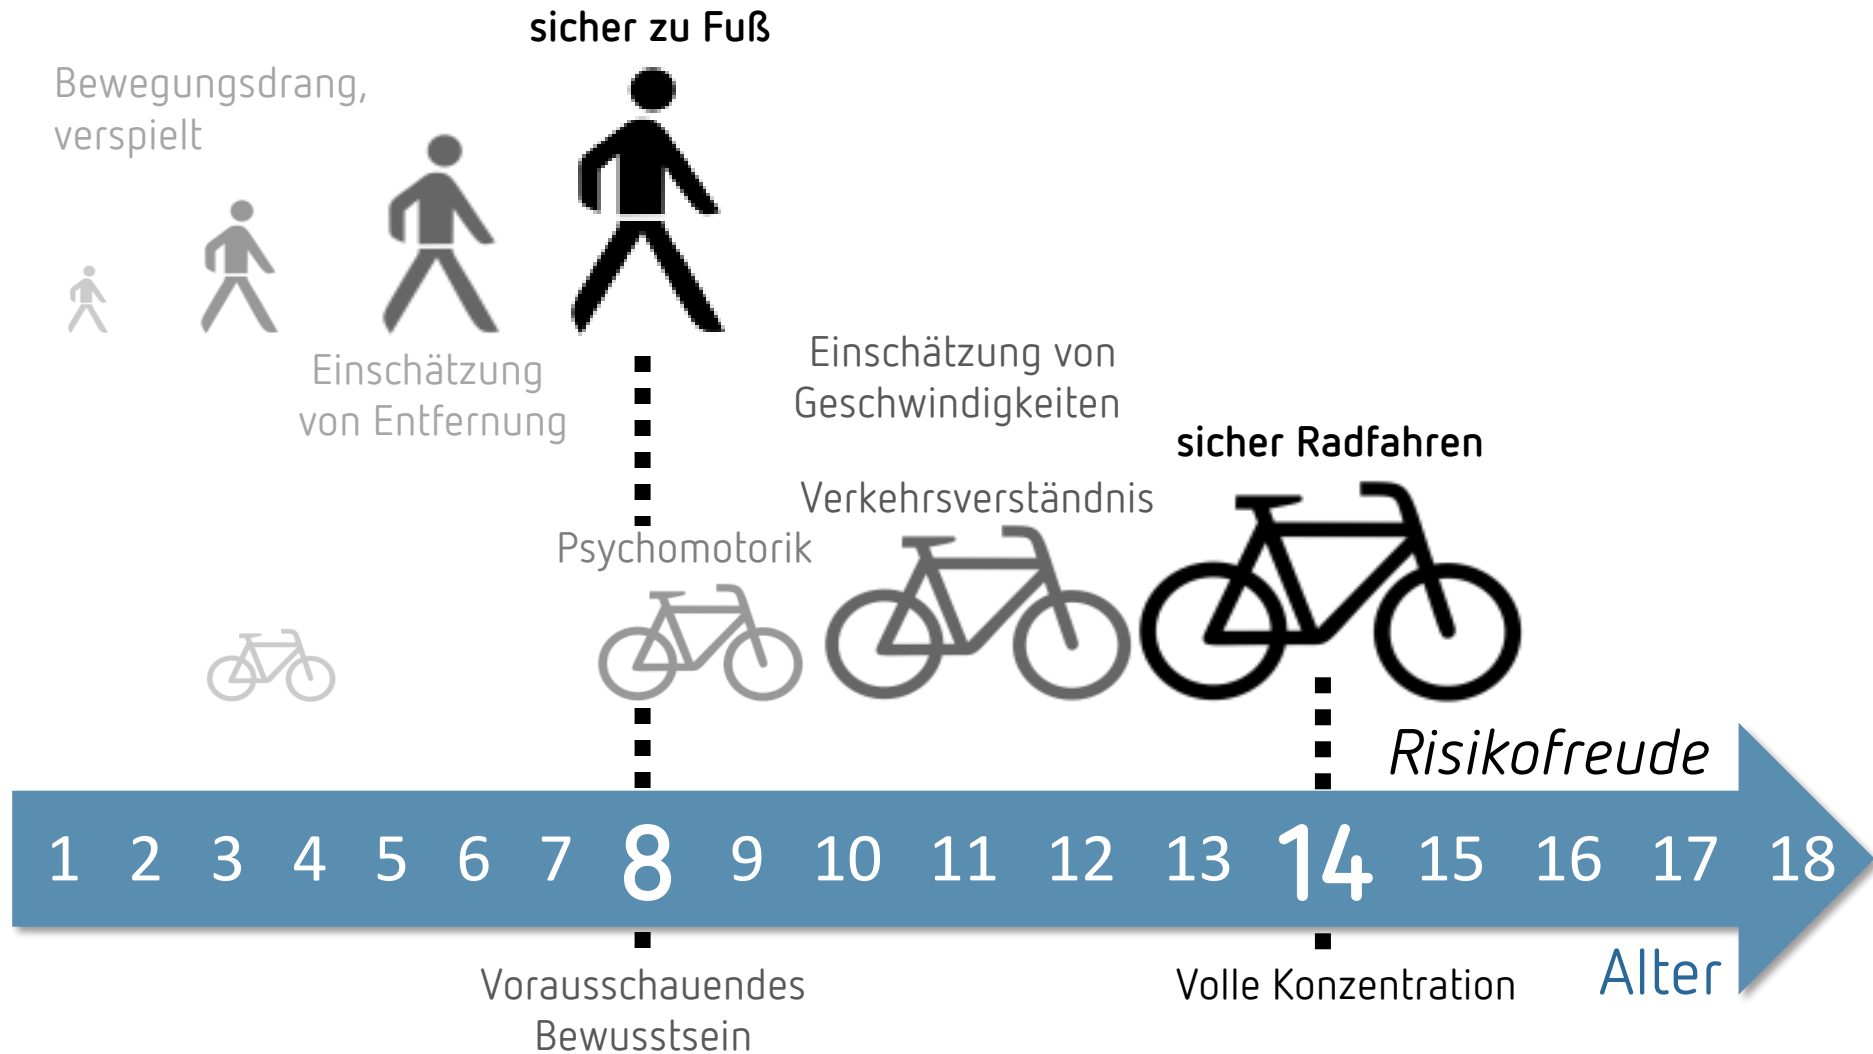 sicher zu Fuß
Bewegungsdrang,
verspielt
Einschätzung
von Entfernung
Einschätzung von
Geschwindigkeiten
sicher Radfahren
Verkehrsverständnis
Psychomotorik
Risikofreude
1 2 3 4 5 6 7 8 9 10 11 12 13 14 15 16 17 18
Alter
Vorausschauendes
Bewusstsein
Volle Konzentration